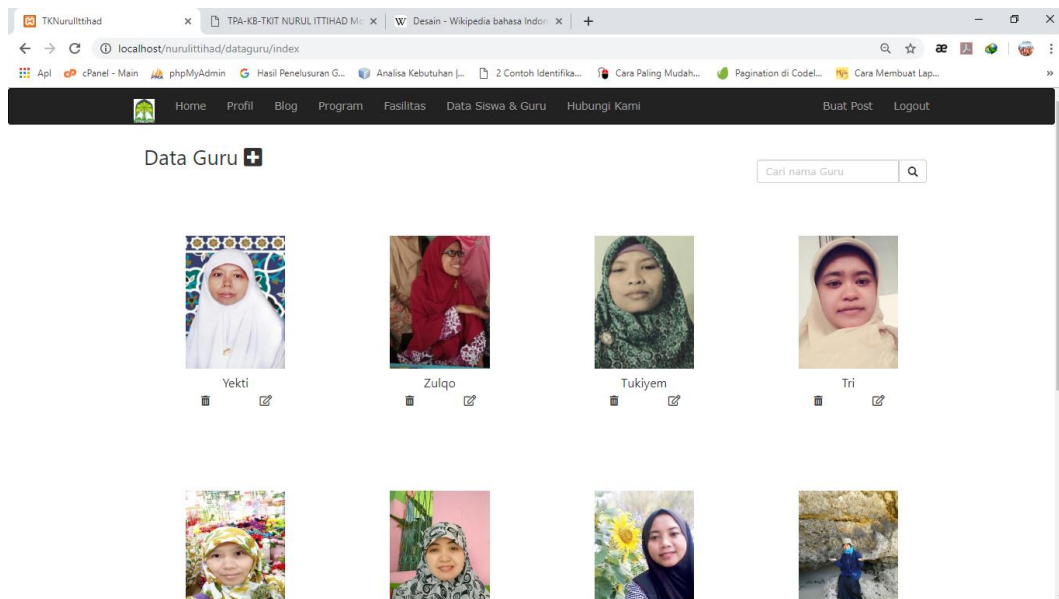 TKNurulIttihad
TPA-KB-TKIT NURUL ITTIHAD Mc
Desain - Wikipedia bahasa Indon
localhost/nurulittihad/dataguru/index
Apl
cPanel - Main
phpMyAdmin
Hasil Penelusuran G...
Analisa Kebutuhan |...
2 Contoh Identifika...
Cara Paling Mudah...
Pagination di CodeI...
Cara Membuat Lap...
Home Profil Blog Program Fasilitas Data Siswa & Guru Hubungi Kami Buat Post Logout
Data Guru
Cari nama Guru
Yekti Zulqo Tukiyem Tri